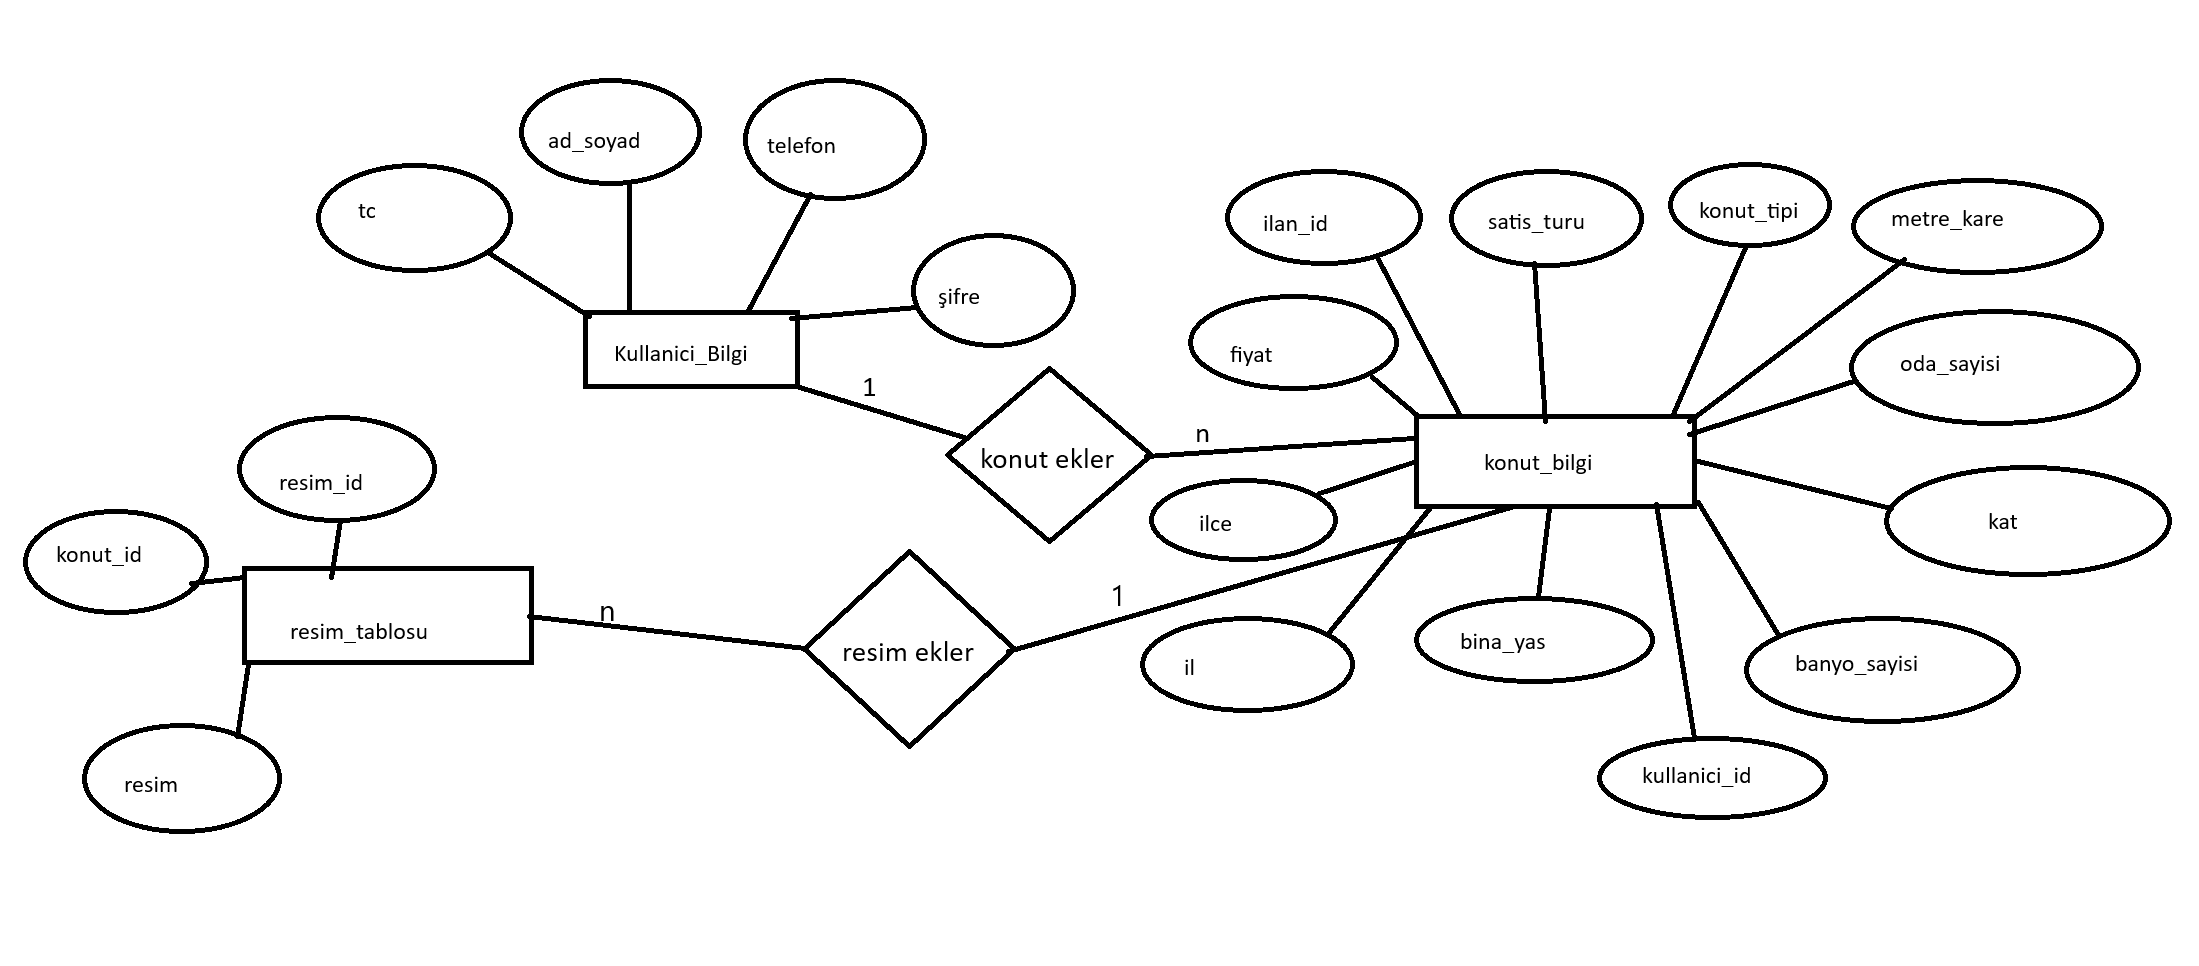 ad_soyad
telefon
tc
şifre
Kullanici_Bilgi
1
konut ekler
n
ilan_id
satis_turu
konut_tipi
metre_kare
fiyat
oda_sayisi
konut_bilgi
ilce
kat
il
bina_yas
banyo_sayisi
kullanici_id
resim_id
konut_id
resim_tablosu
n
resim ekler
1
resim